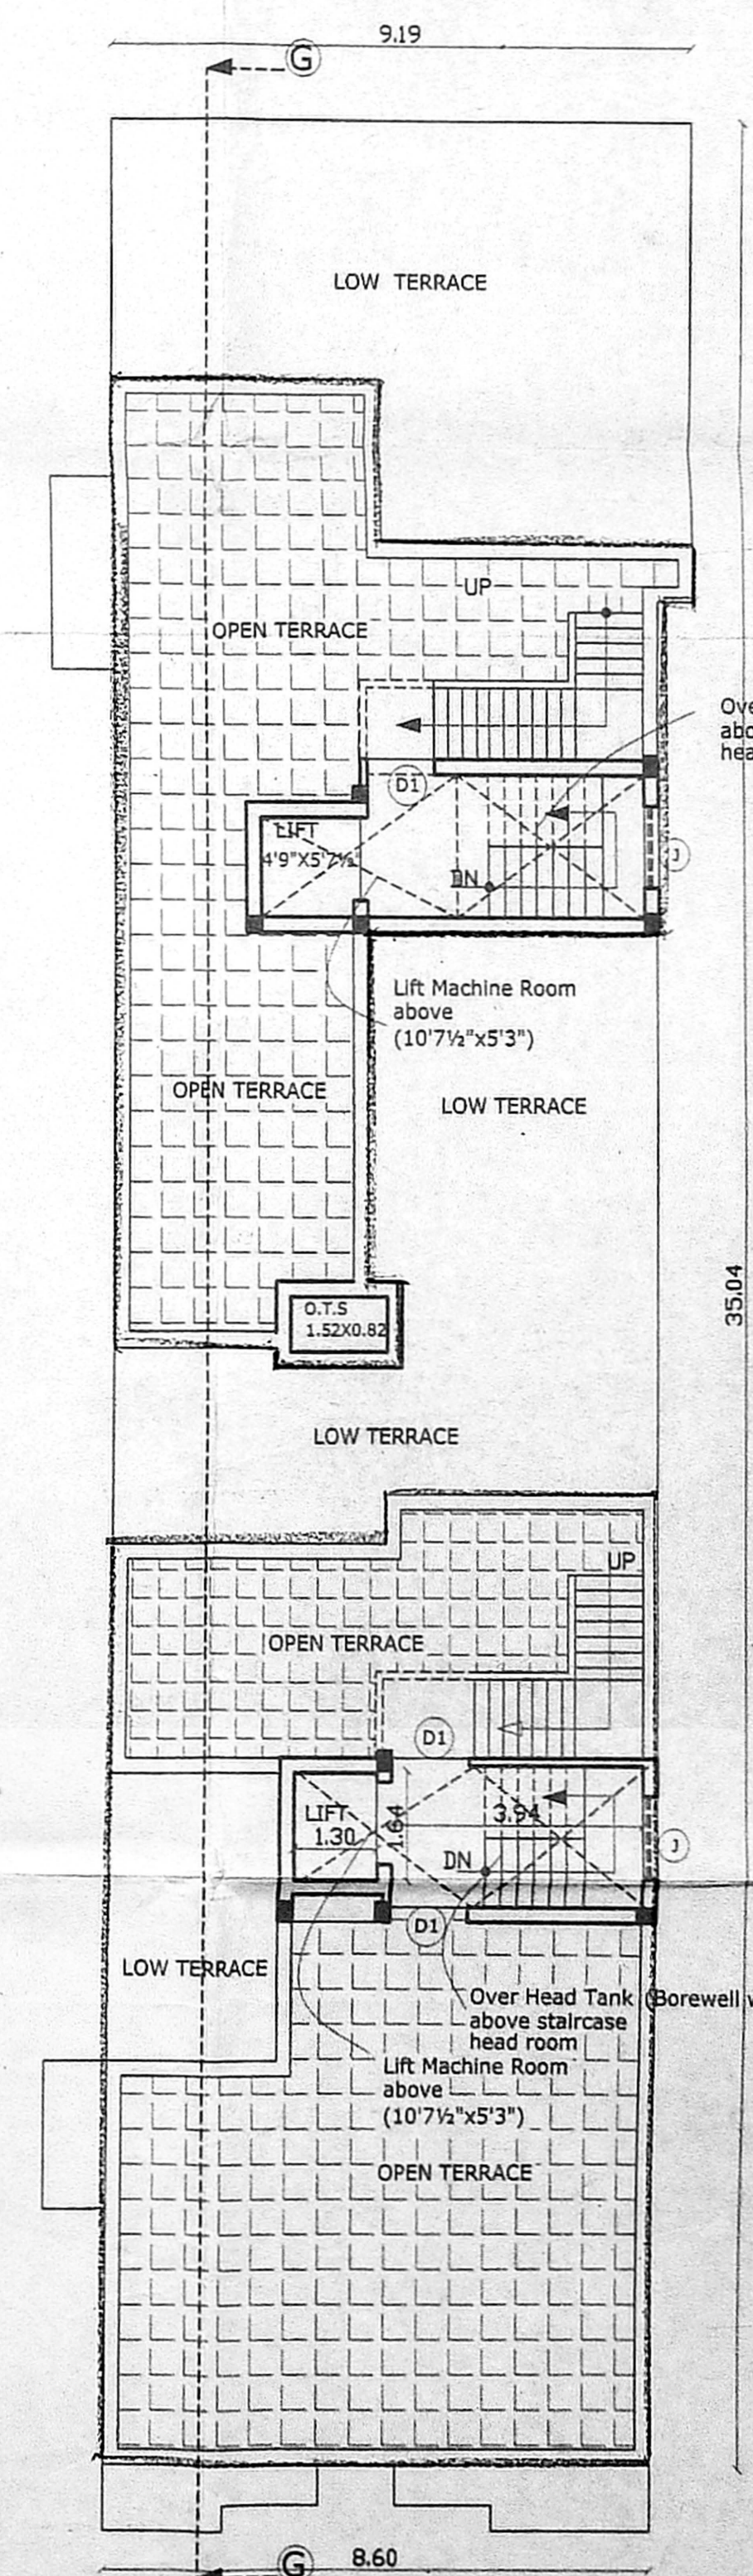 9.19
G
LOW TERRACE
UP
OPEN TERRACE
D1
LIFT
4'9"X5'7½"
J
DN
Lift Machine Room
above
(10'7½"x5'3")
OPEN TERRACE
LOW TERRACE
35.04
O.T.S
1.52X0.82
LOW TERRACE
UP
OPEN TERRACE
D1
LIFT
1.30
1.64
3.94
DN
J
D1
LOW TERRACE
Over Head Tank (Borewell
above staircase
head room
Lift Machine Room
above
(10'7½"x5'3")
OPEN TERRACE
G
8.60